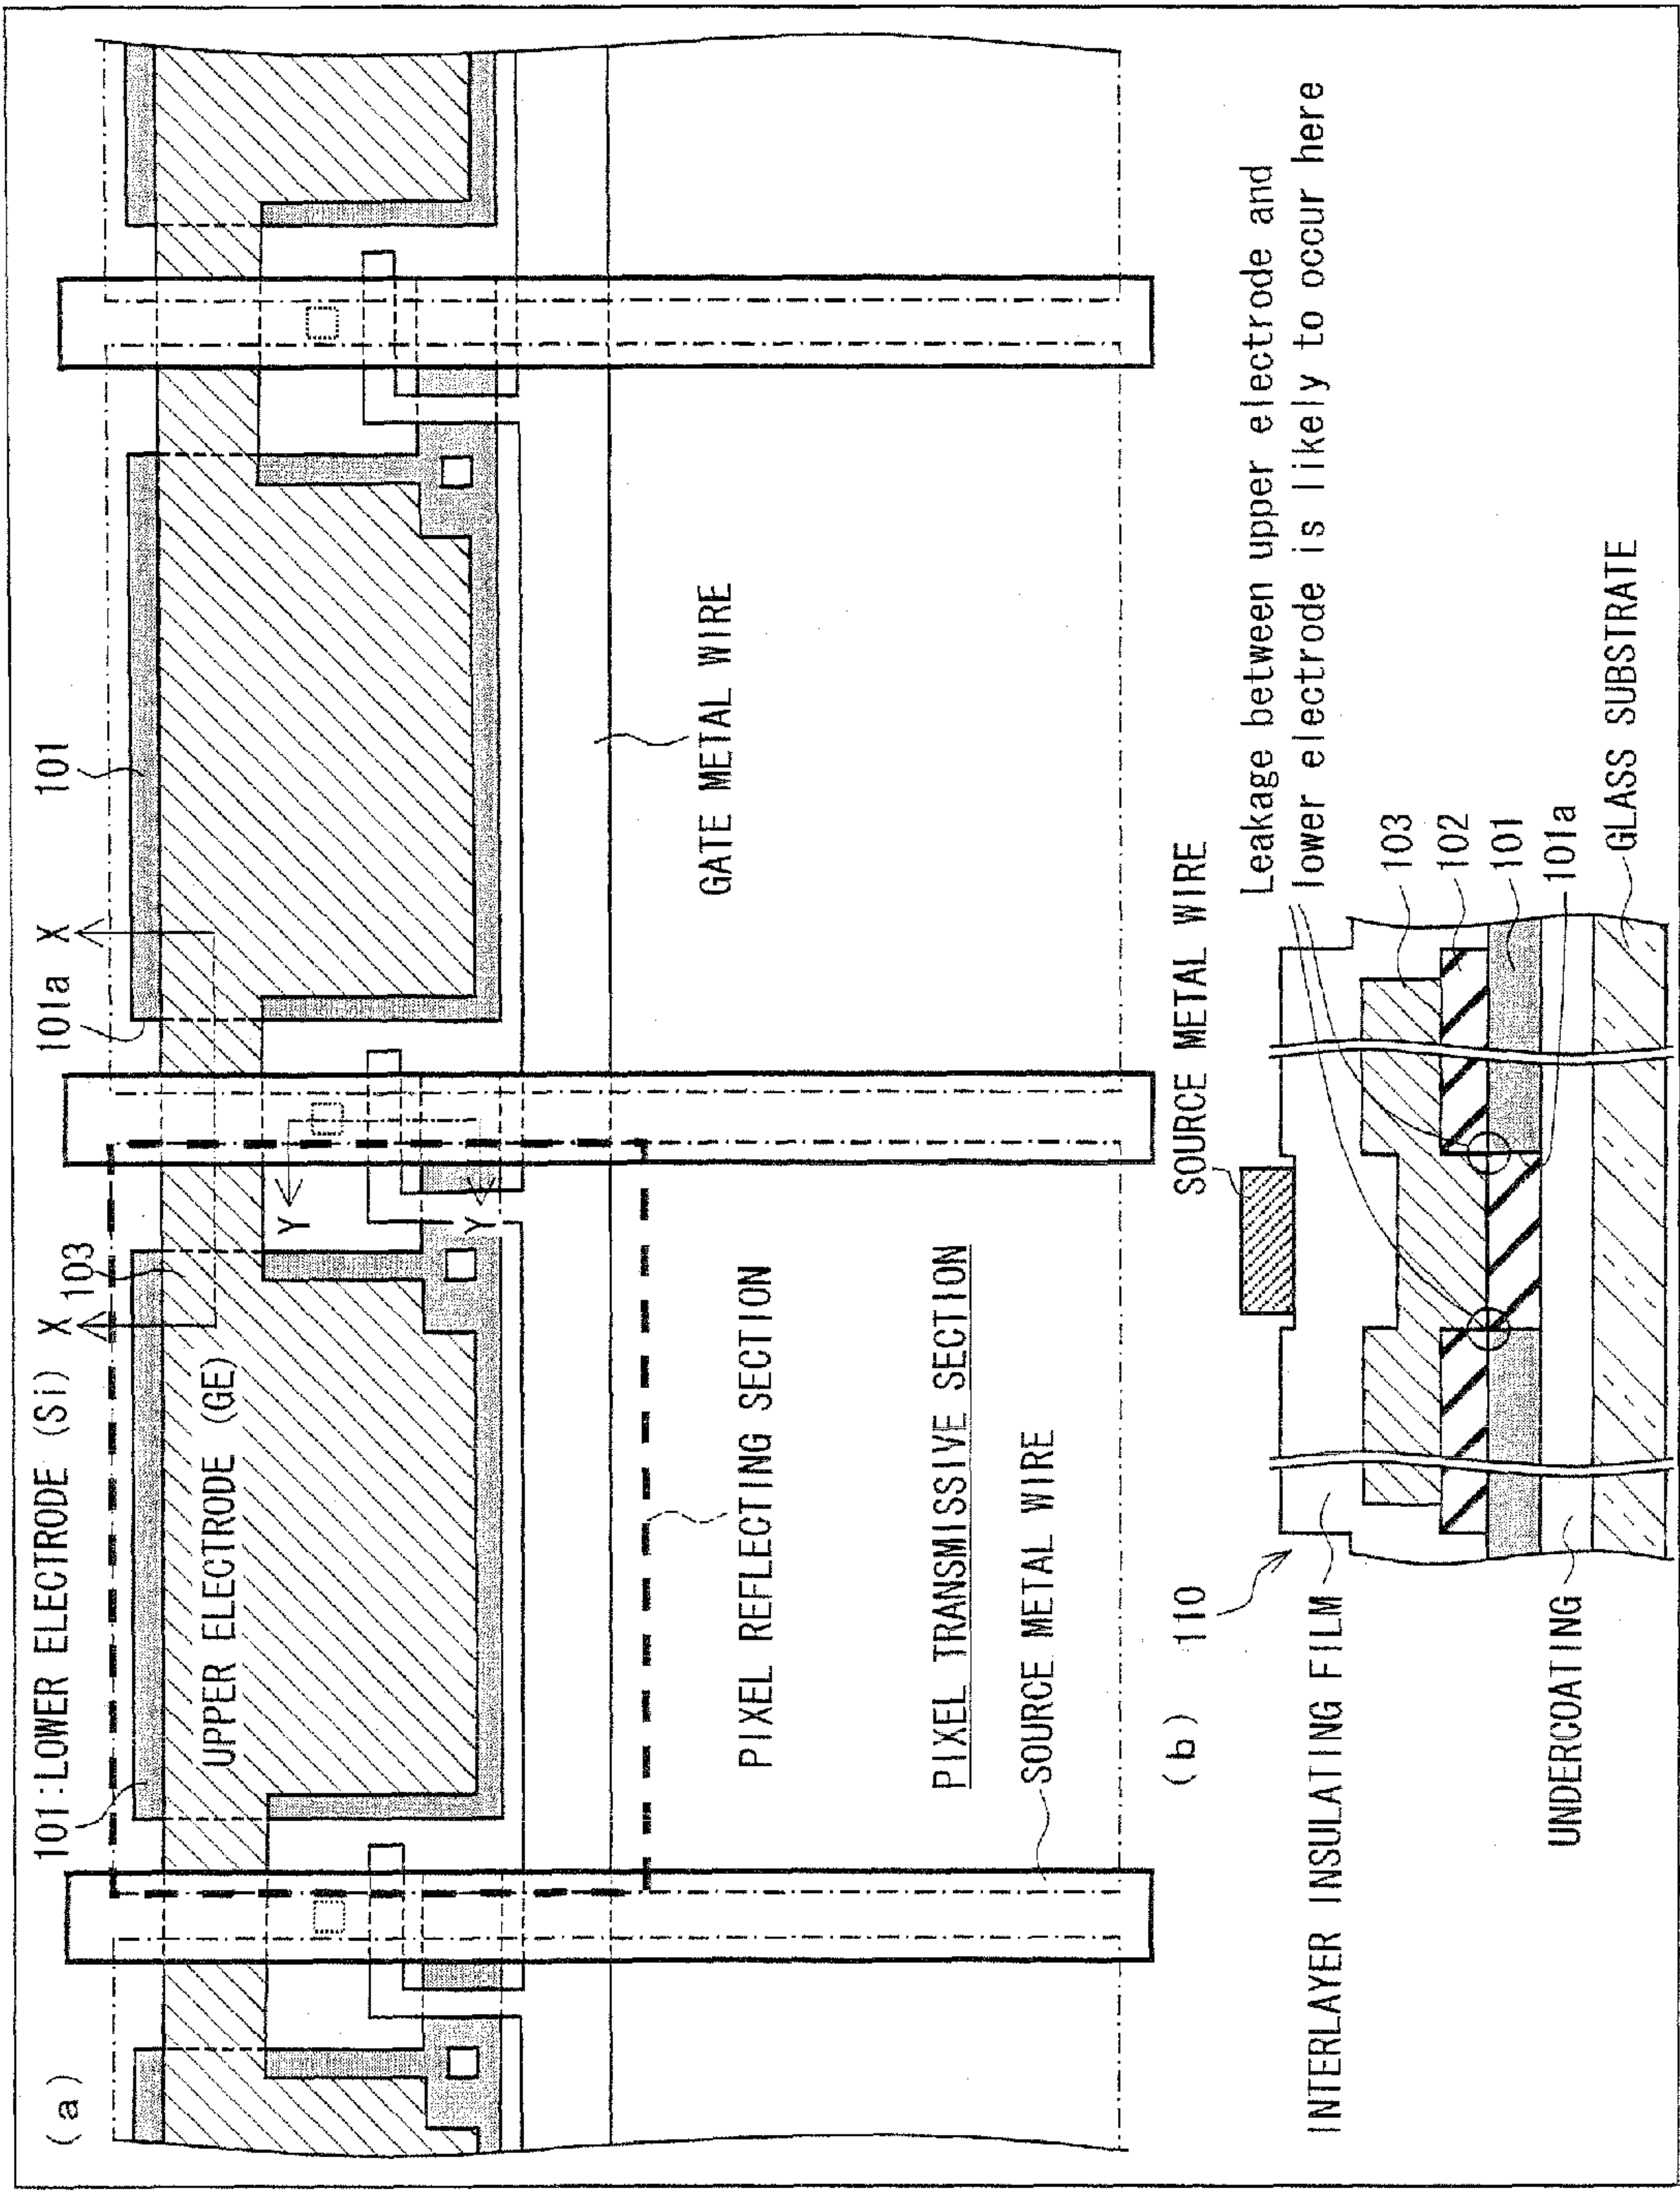 (a)
101:LOWER ELECTRODE (Si)
X
103
101a
X
101
UPPER ELECTRODE (GE)
Y
Y
GATE METAL WIRE
PIXEL REFLECTING SECTION
PIXEL TRANSMISSIVE SECTION
SOURCE METAL WIRE
(b)
110
SOURCE METAL WIRE
Leakage between upper electrode and
lower electrode is likely to occur here
INTERLAYER INSULATING FILM
103
102
101
101a
UNDERCOATING
GLASS SUBSTRATE